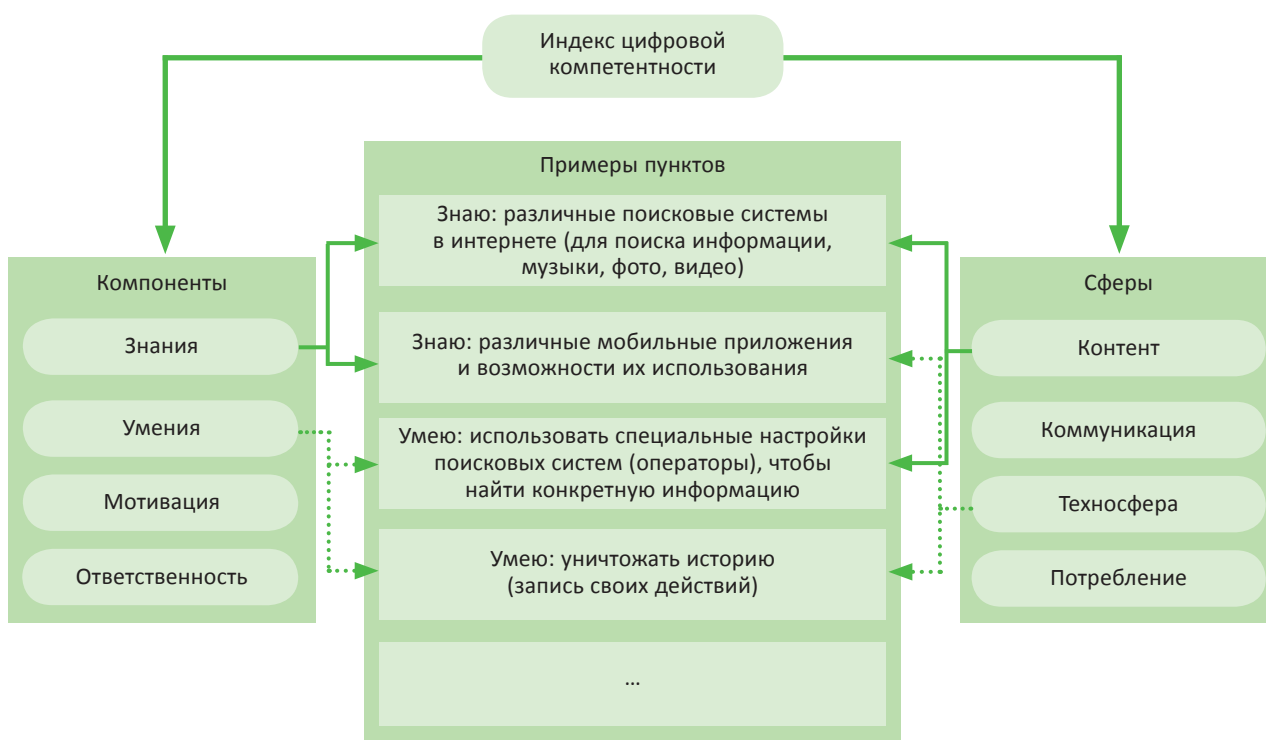 Индекс цифровой
компетентности
Примеры пунктов
Знаю: различные поисковые системы
в интернете (для поиска информации,
музыки, фото, видео)
Знаю: различные мобильные приложения
и возможности их использования
Умею: использовать специальные настройки
поисковых систем (операторы), чтобы
найти конкретную информацию
Умею: уничтожать историю
(запись своих действий)
...
Компоненты
Знания
Умения
Мотивация
Ответственность
Сферы
Контент
Коммуникация
Техносфера
Потребление